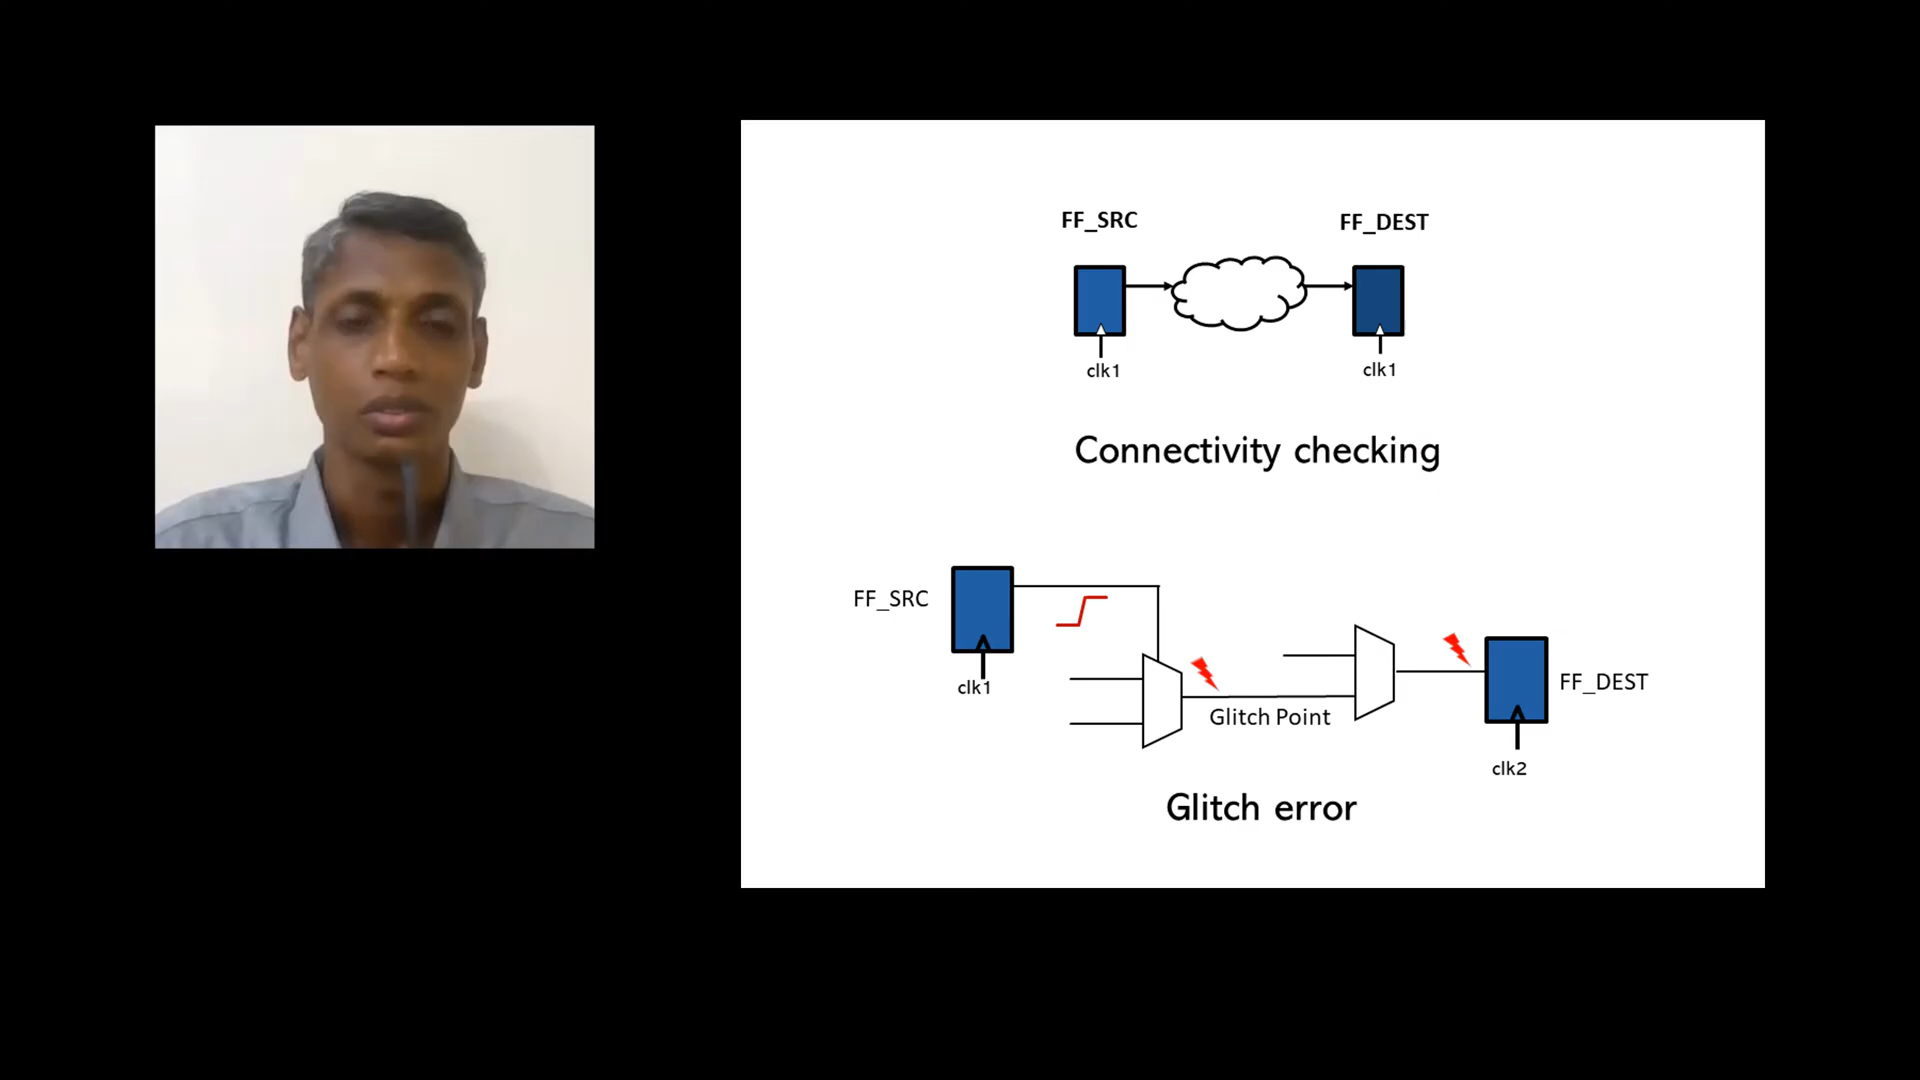 FF_SRC
FF_DEST
clk1
clk1
Connectivity checking
FF_SRC
clk1
Glitch Point
FF_DEST
clk2
Glitch error